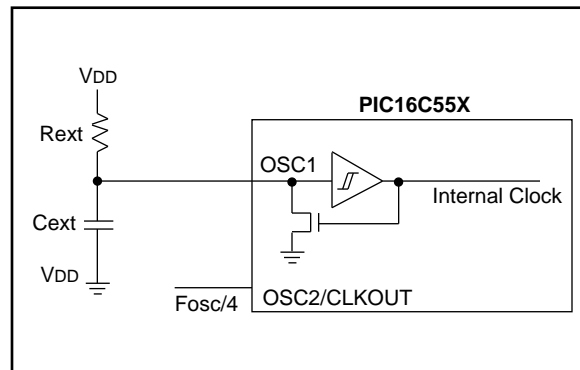 VDD
PIC16C55X
Rext
OSC1
Internal Clock
Cext
VDD
Fosc/4
OSC2/CLKOUT